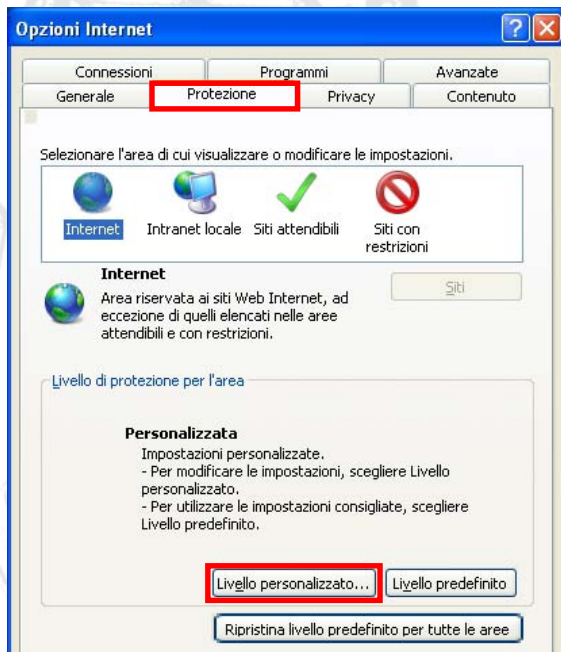 Opzioni Internet
Connessioni Programmi Avanzate
Generale Protezione Privacy Contenuto
Selezionare l'area di cui visualizzare o modificare le impostazioni.
Internet Intranet locale Siti attendibili Siti con
restrizioni
Internet
Area riservata ai siti Web Internet, ad
eccezione di quelli elencati nelle aree
attendibili e con restrizioni.
Siti
Livello di protezione per l'area
Personalizzata
Impostazioni personalizzate.
- Per modificare le impostazioni, scegliere Livello
personalizzato.
- Per utilizzare le impostazioni consigliate, scegliere
Livello predefinito.
Livello personalizzato... Livello predefinito
Ripristina livello predefinito per tutte le aree